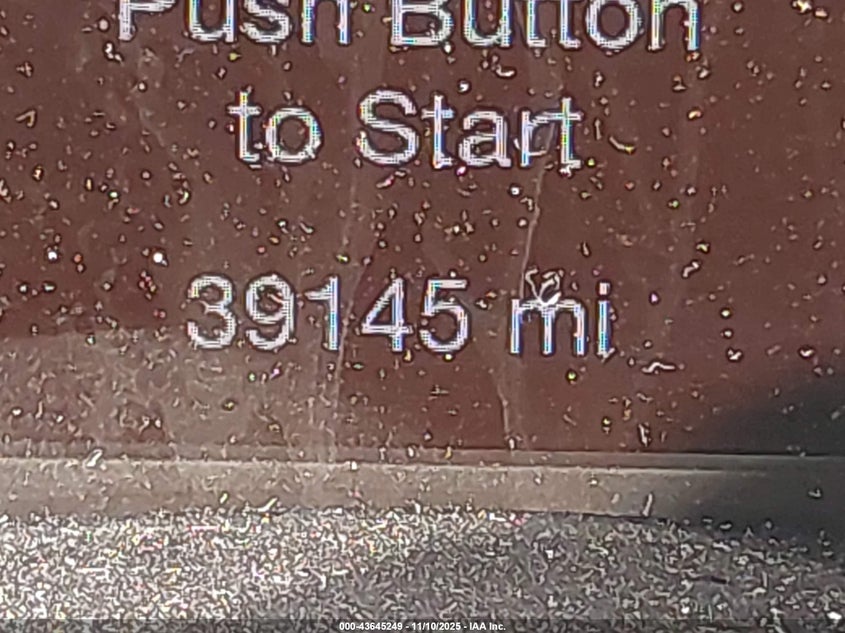 Push Button
to Start
39145 mi
000-43645249 - 11/10/2025 - IAA Inc.